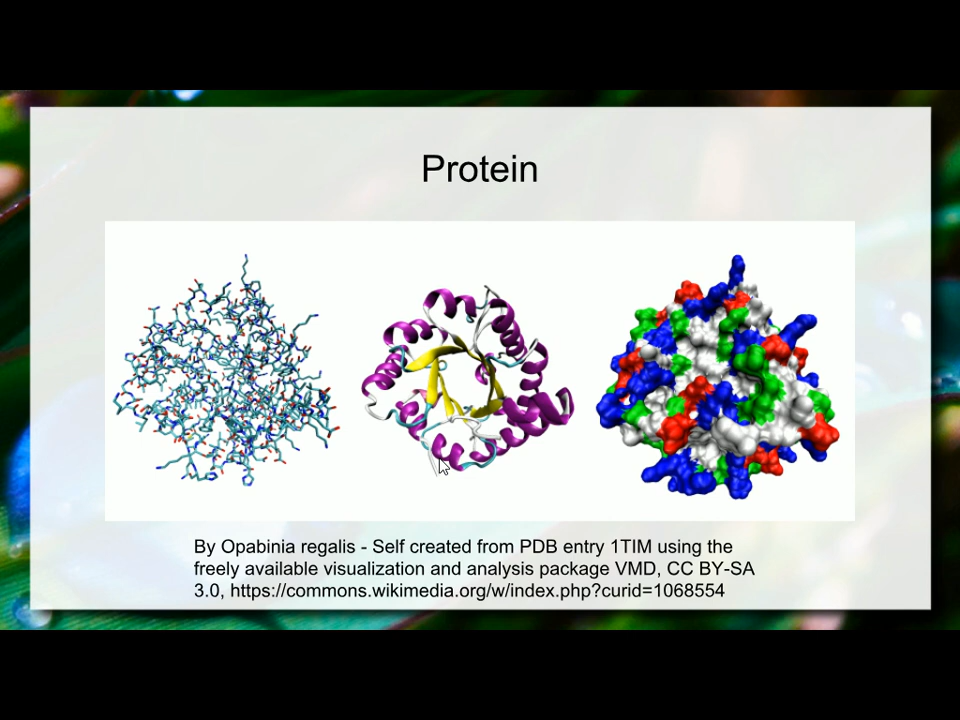 Protein
By Opabinia regalis - Self created from PDB entry 1TIM using the
freely available visualization and analysis package VMD, CC BY-SA
3.0, https://commons.wikimedia.org/w/index.php?curid=1068554